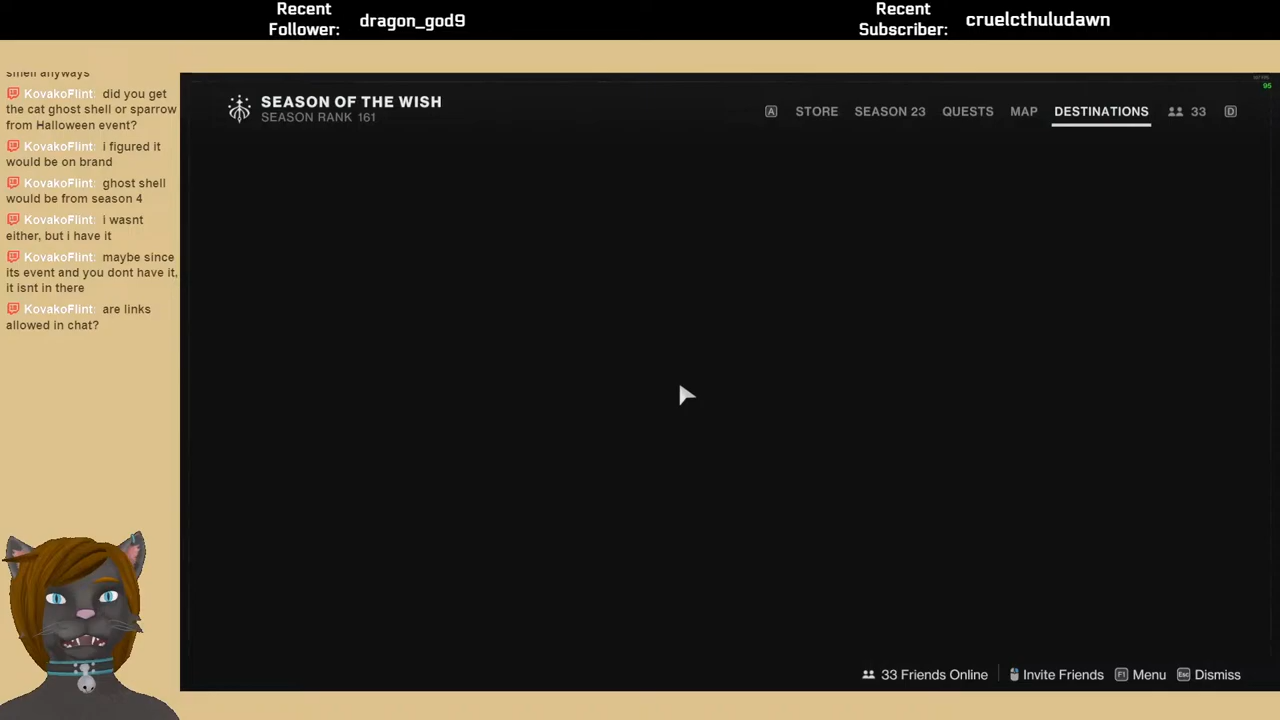 Recent
Follower:
dragon_god9
Recent
Subscriber:
cruelcthuludawn
smell anyways
KovakoFlint: did you get
the cat ghost shell or sparrow
from Halloween event?
KovakoFlint: i figured it
would be on brand
KovakoFlint: ghost shell
would be from season 4
KovakoFlint: i wasnt
either, but i have it
KovakoFlint: maybe since
its event and you dont have it,
it isnt in there
KovakoFlint: are links
allowed in chat?
SEASON OF THE WISH
SEASON RANK 161
A STORE SEASON 23 QUESTS MAP DESTINATIONS 33 D
95
33 Friends Online Invite Friends F1 Menu Esc Dismiss